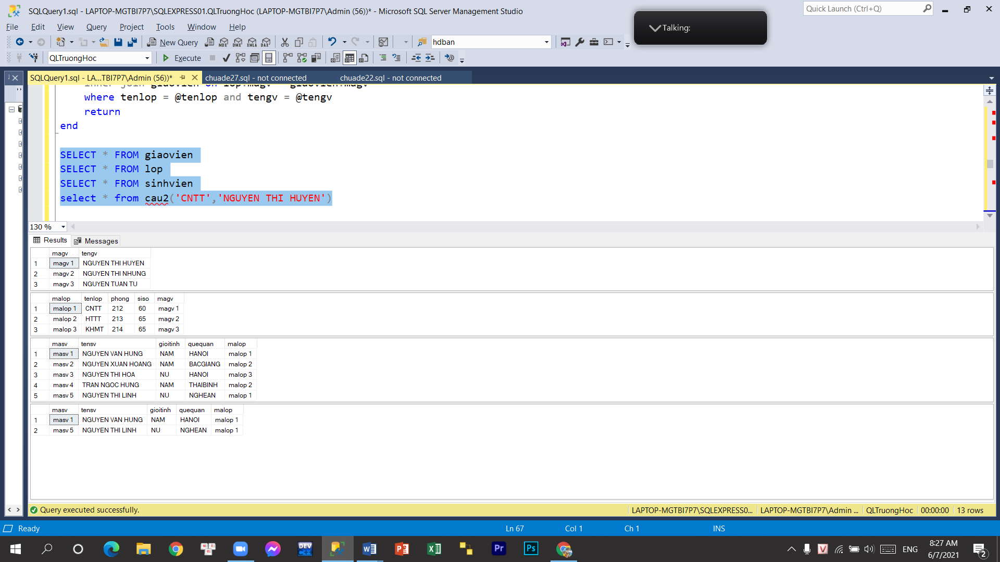 SQLQuery1.sql - LAPTOP-MGTBI7P7\SQLEXPRESS01.QLTruongHoc (LAPTOP-MGTBI7P7\Admin (56))* - Microsoft SQL Server Management Studio
Quick Launch (Ctrl+Q)
Talking:
File Edit View Query Project Tools Window Help
New Query MDX DMX XMLA DAX hdban
QLTruongHoc Execute
SQLQuery1.sql - LA...TBI7P7\Admin (56))* chuade27.sql - not connected chuade22.sql - not connected
inner join giaovien on lop.magv = giaovien.magv
where tenlop = @tenlop and tengv = @tengv
return
end
SELECT * FROM giaovien
SELECT * FROM lop
SELECT * FROM sinhvien
select * from cau2('CNTT','NGUYEN THI HUYEN')
130 %
Results Messages
magv tengv
1 magv 1 NGUYEN THI HUYEN
2 magv 2 NGUYEN THI NHUNG
3 magv 3 NGUYEN TUAN TU
malop tenlop phong siso magv
1 malop 1 CNTT 212 60 magv 1
2 malop 2 HTTT 213 65 magv 2
3 malop 3 KHMT 214 65 magv 3
masv tensv gioitinh quequan malop
1 masv 1 NGUYEN VAN HUNG NAM HANOI malop 1
2 masv 2 NGUYEN XUAN HOANG NAM BACGIANG malop 2
3 masv 3 NGUYEN THI HOA NU HANOI malop 3
4 masv 4 TRAN NGOC HUNG NAM THAIBINH malop 2
5 masv 5 NGUYEN THI LINH NU NGHEAN malop 1
masv tensv gioitinh quequan malop
1 masv 1 NGUYEN VAN HUNG NAM HANOI malop 1
2 masv 5 NGUYEN THI LINH NU NGHEAN malop 1
Query executed successfully. LAPTOP-MGTBI7P7\SQLEXPRESS0... LAPTOP-MGTBI7P7\Admin ... QLTruongHoc 00:00:00 13 rows
Ready Ln 67 Col 1 Ch 1 INS
DEV C++ Pr Ps V ENG 8:27 AM
6/7/2021 2